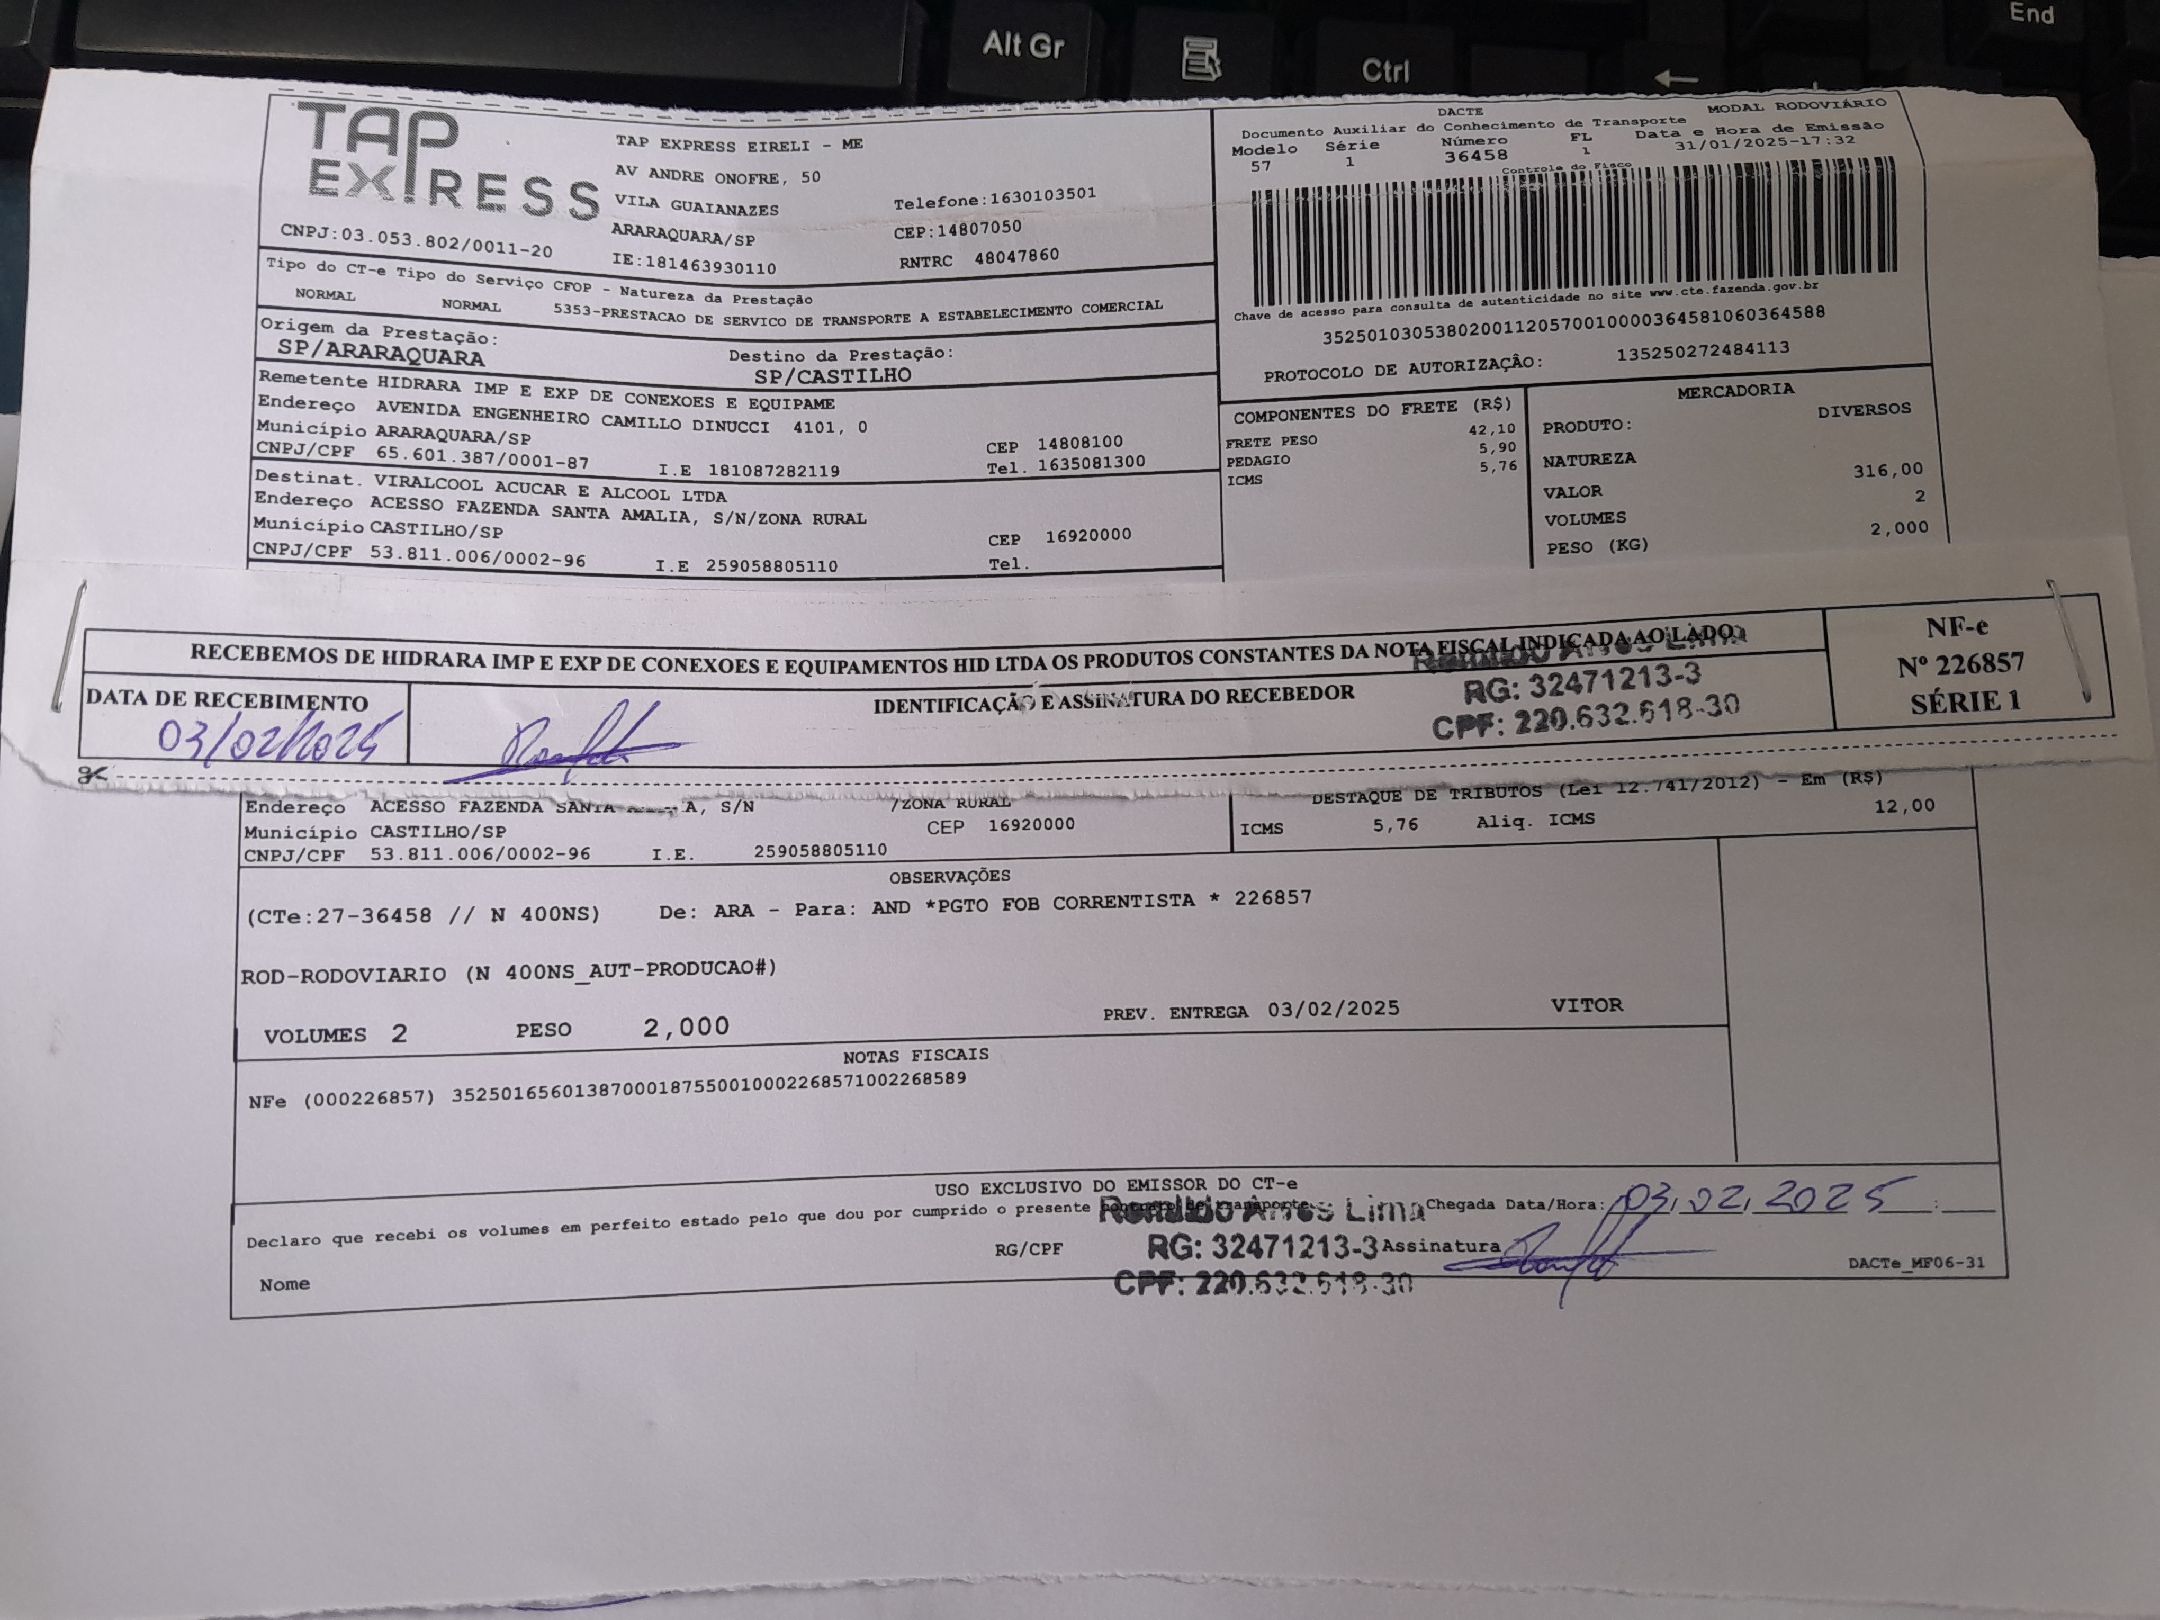 End
Alt Gr
Ctrl
←
TAP
EXPRESS
TAP EXPRESS EIRELI - ME
AV ANDRE ONOFRE, 50
VILA GUAIANAZES Telefone:1630103501
ARARAQUARA/SP CEP:14807050
CNPJ:03.053.802/0011-20 IE:181463930110 RNTRC 48047860
DACTE MODAL RODOVIÁRIO
Documento Auxiliar do Conhecimento de Transporte
Modelo Série Número FL Data e Hora de Emissão
57 1 36458 1 31/01/2025-17:32
Controle do Fisco
Chave de acesso para consulta de autenticidade no site www.cte.fazenda.gov.br
35250103053802001120570010000364581060364588
PROTOCOLO DE AUTORIZAÇÃO: 135250272484113
Tipo do CT-e Tipo do Serviço CFOP - Natureza da Prestação
NORMAL NORMAL 5353-PRESTACAO DE SERVICO DE TRANSPORTE A ESTABELECIMENTO COMERCIAL
Origem da Prestação: Destino da Prestação:
SP/ARARAQUARA SP/CASTILHO
Remetente HIDRARA IMP E EXP DE CONEXOES E EQUIPAME
Endereço AVENIDA ENGENHEIRO CAMILLO DINUCCI 4101, 0
Município ARARAQUARA/SP CEP 14808100
CNPJ/CPF 65.601.387/0001-87 I.E 181087282119 Tel. 1635081300
Destinat. VIRALCOOL ACUCAR E ALCOOL LTDA
Endereço ACESSO FAZENDA SANTA AMALIA, S/N/ZONA RURAL
Município CASTILHO/SP CEP 16920000
CNPJ/CPF 53.811.006/0002-96 I.E 259058805110 Tel.
COMPONENTES DO FRETE (R$)
FRETE PESO 42,10
PEDAGIO 5,90
ICMS 5,76
MERCADORIA
PRODUTO: DIVERSOS
NATUREZA
VALOR 316,00
VOLUMES 2
PESO (KG) 2,000
RECEBEMOS DE HIDRARA IMP E EXP DE CONEXOES E EQUIPAMENTOS HID LTDA OS PRODUTOS CONSTANTES DA NOTA FISCAL INDICADA AO LADO
DATA DE RECEBIMENTO IDENTIFICAÇÃO E ASSINATURA DO RECEBEDOR
03/02/2025
Lima
RG: 32471213-3
CPF: 220.632.618-30
NF-e
Nº 226857
SÉRIE 1
Endereço ACESSO FAZENDA SANTA A, S/N /ZONA RURAL
Município CASTILHO/SP CEP 16920000
CNPJ/CPF 53.811.006/0002-96 I.E. 259058805110
DESTAQUE DE TRIBUTOS (Lei 12.741/2012) - Em (R$)
ICMS 5,76 Aliq. ICMS 12,00
OBSERVAÇÕES
(CTe:27-36458 // N 400NS) De: ARA - Para: AND *PGTO FOB CORRENTISTA * 226857
ROD-RODOVIARIO (N 400NS_AUT-PRODUCAO#)
VOLUMES 2 PESO 2,000 PREV. ENTREGA 03/02/2025 VITOR
NOTAS FISCAIS
NFe (000226857) 35250165601387000187550010002268571002268589
USO EXCLUSIVO DO EMISSOR DO CT-e
Declaro que recebi os volumes em perfeito estado pelo que dou por cumprido o presente contrato de transporte. Chegada Data/Hora: 03,02,2025 :
Lima
Nome RG/CPF RG: 32471213-3 Assinatura
CPF: 220.632.618-30
DACTe_MF06-31